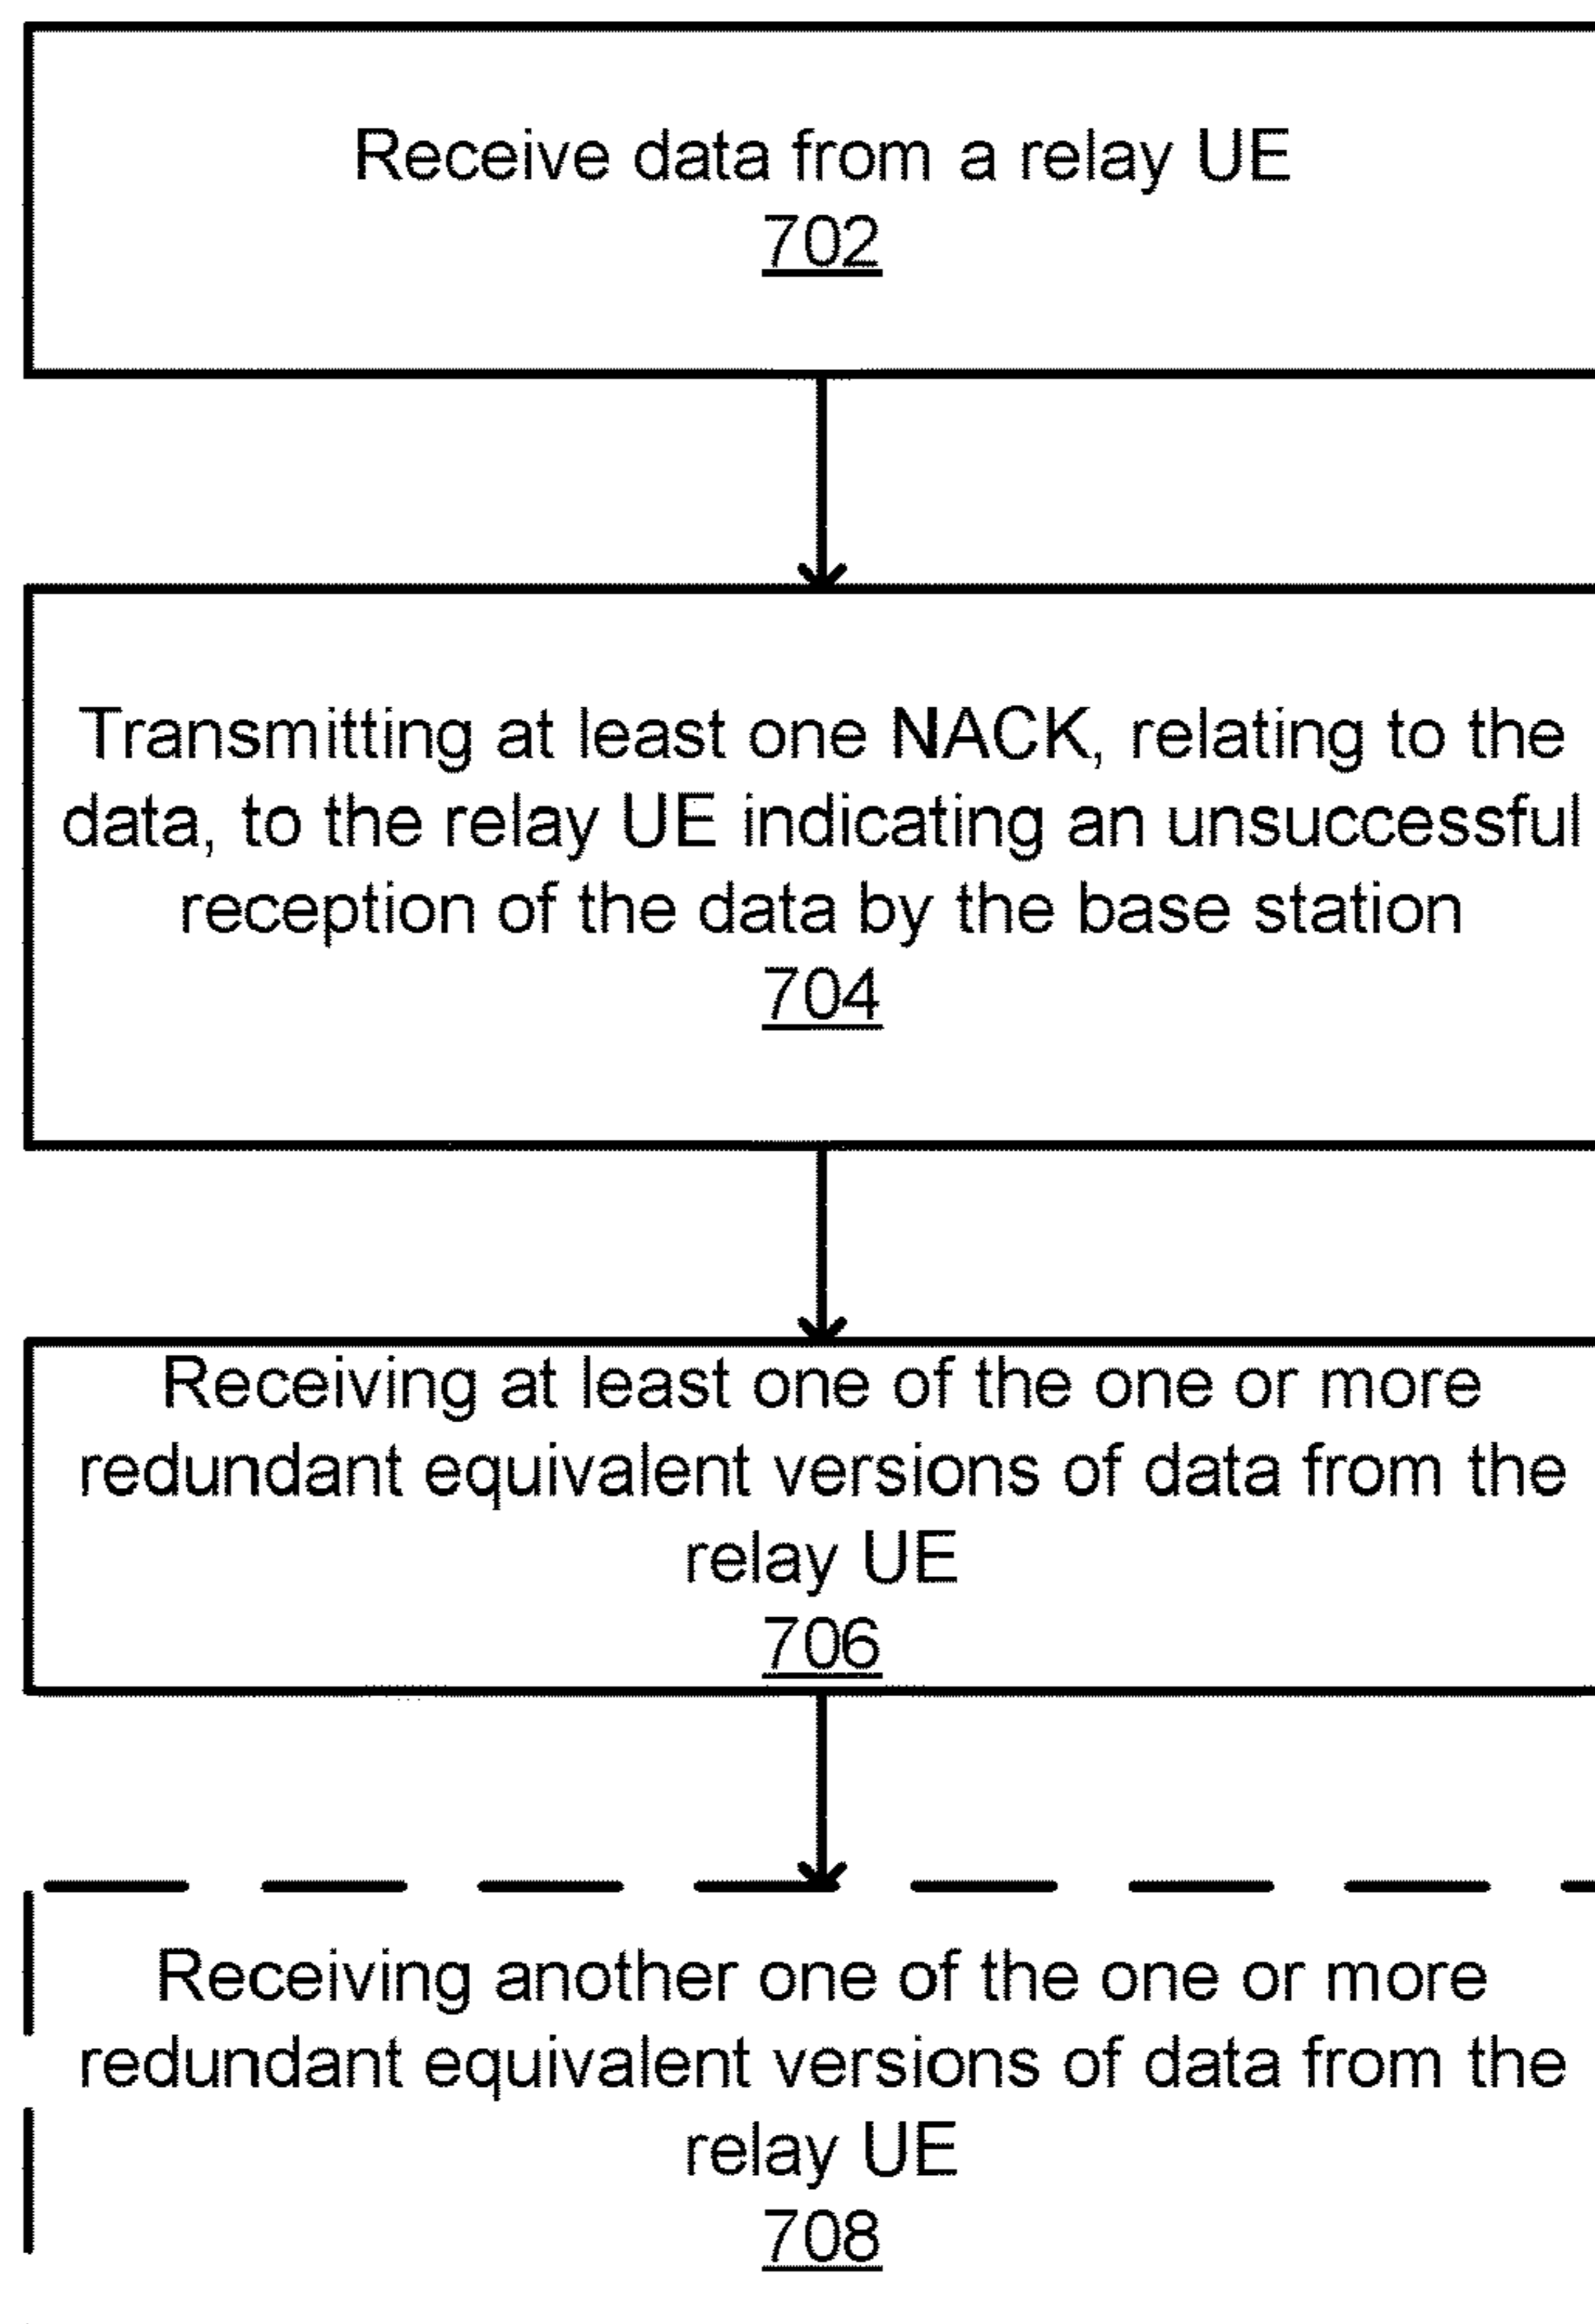 Receive data from a relay UE
702
Transmitting at least one NACK, relating to the
data, to the relay UE indicating an unsuccessful
reception of the data by the base station
704
Receiving at least one of the one or more
redundant equivalent versions of data from the
relay UE
706
Receiving another one of the one or more
redundant equivalent versions of data from the
relay UE
708